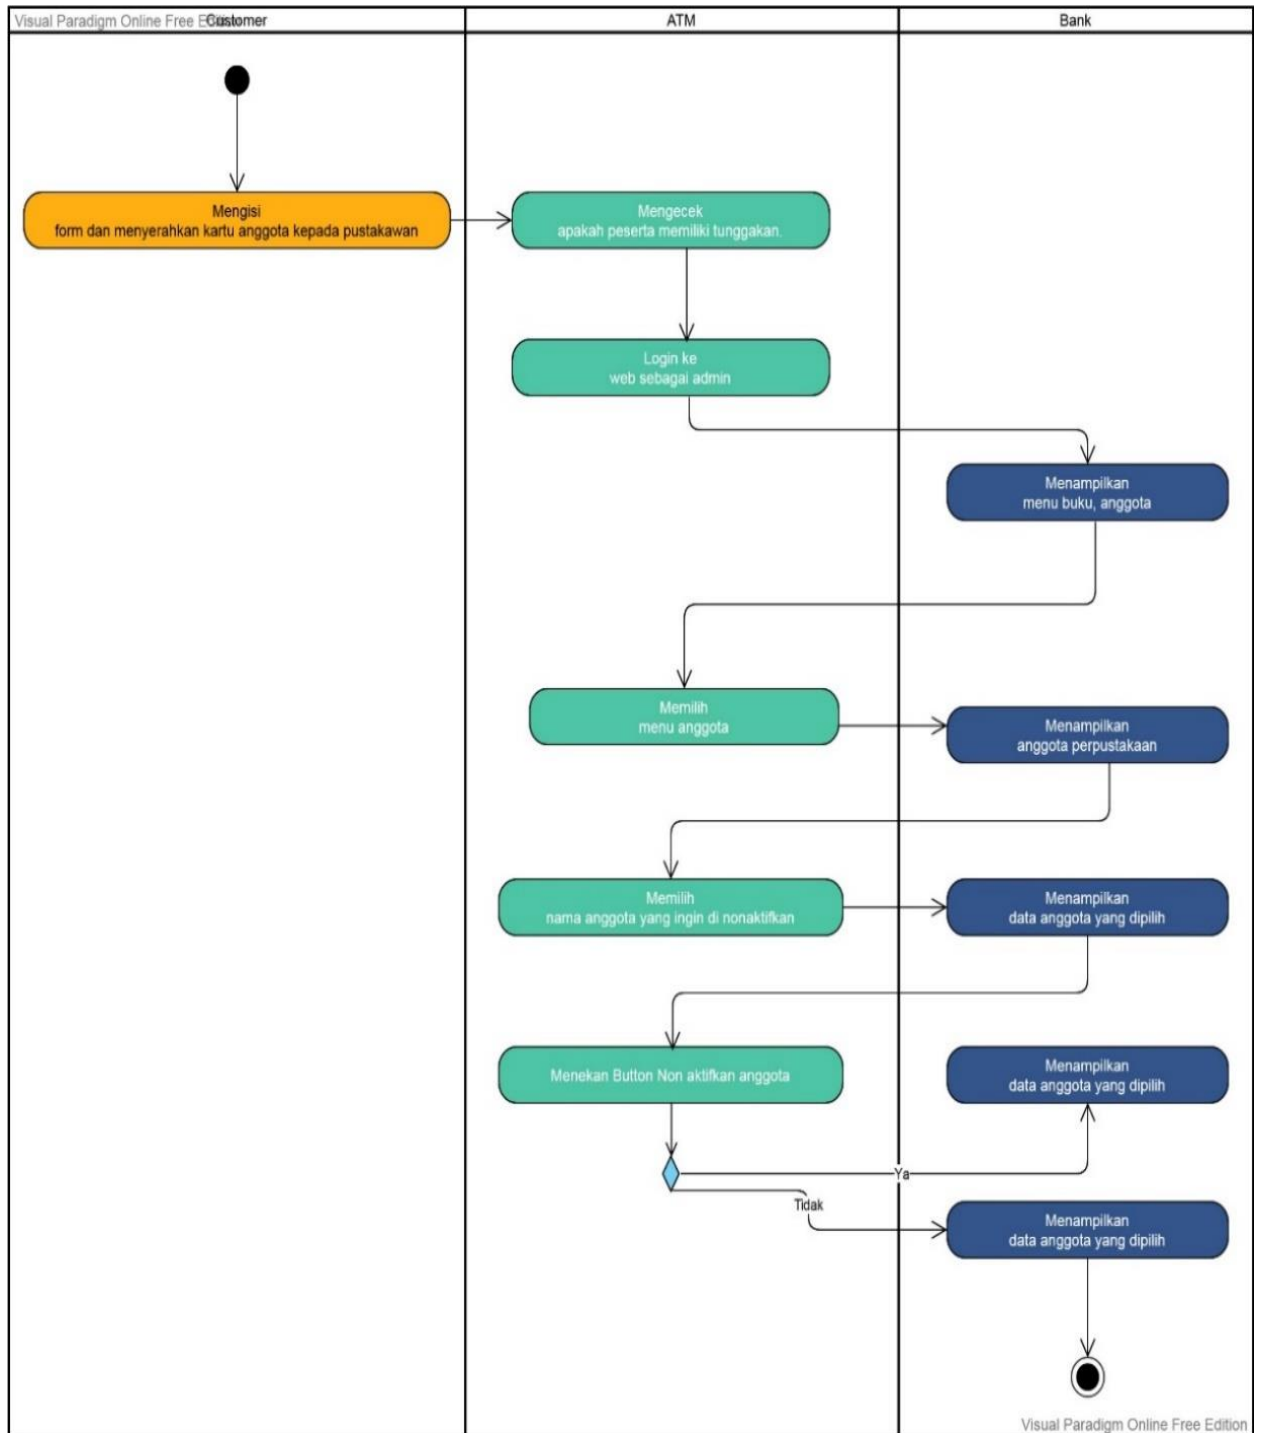 Visual Paradigm Online Free Edition
Customer
ATM
Bank
Mengisi
form dan menyerahkan kartu anggota kepada pustakawan
Mengecek
apakah peserta memiliki tunggakan.
Login ke
web sebagai admin
Menampilkan
menu buku, anggota
Memilih
menu anggota
Menampilkan
anggota perpustakaan
Memilih
nama anggota yang ingin di nonaktifkan
Menampilkan
data anggota yang dipilih
Menekan Button Non aktifkan anggota
Menampilkan
data anggota yang dipilih
Ya
Tidak
Menampilkan
data anggota yang dipilih
Visual Paradigm Online Free Edition